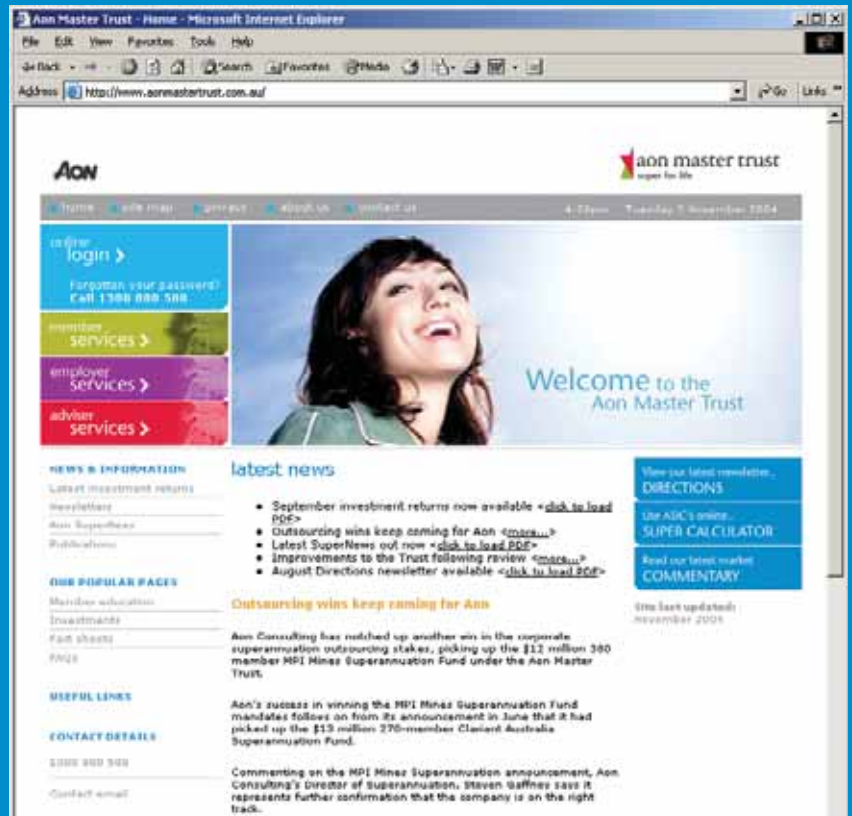 Aon Master Trust - Home - Microsoft Internet Explorer
File Edit View Favorites Tools Help
Back Search Favorites Media
Address http://www.aonmastertrust.com.au/ Go Links »
AON
aon master trust
super for life
home site map about us contact us Tuesday November 2004
online
login >
Forgotten your password?
Call 1300 880 588
member
services >
employer
services >
adviser
services >
Welcome to the
Aon Master Trust
NEWS & INFORMATION
Latest investment returns
Newsletters
Aon SuperNews
Publications
OUR POPULAR PAGES
Member education
Investments
Fact sheets
FAQs
USEFUL LINKS
CONTACT DETAILS
Contact email
latest news
• September investment returns now available <click to load
PDF>
• Outsourcing wins keep coming for Aon <more...>
• Latest SuperNews out now <click to load PDF>
• Improvements to the Trust following review <more...>
• August Directions newsletter available <click to load PDF>
Outsourcing wins keep coming for Aon
Aon Consulting has notched up another win in the corporate
superannuation outsourcing stakes, picking up the $12 million 380
member MPI Mines Superannuation Fund under the Aon Master
Trust.
Aon's success in winning the MPI Mines Superannuation Fund
mandates follows on from its announcement in June that it had
picked up the $13 million 270-member Clariant Australia
Superannuation Fund.
Commenting on the MPI Mines Superannuation announcement, Aon
Consulting's Director of Superannuation, Steven Gaffney says it
represents further confirmation that the company is on the right
track.
View our latest newsletter..
DIRECTIONS
Use ASIC's online..
SUPER CALCULATOR
Read our latest market
COMMENTARY
Site last updated:
November 2004